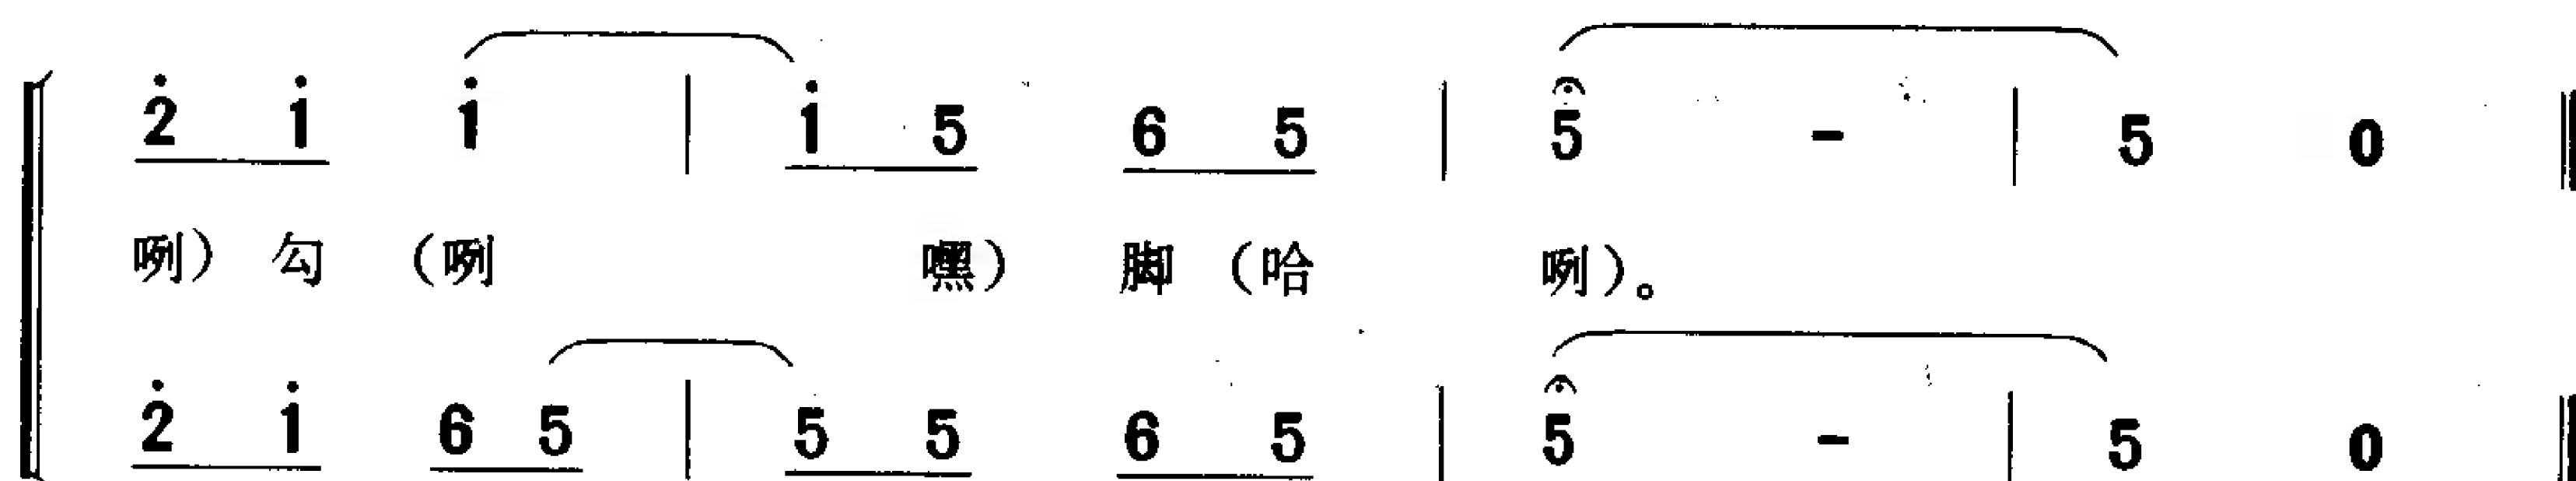 2̇ 1̇ 1̇ | 1̇ 5 6 5 | 5 - | 5 0 ‖
咧) 勾 (咧 嘿) 脚 (哈 咧)。
2̇ 1̇ 6 5 | 5 5 6 5 | 5 - | 5 0 ‖